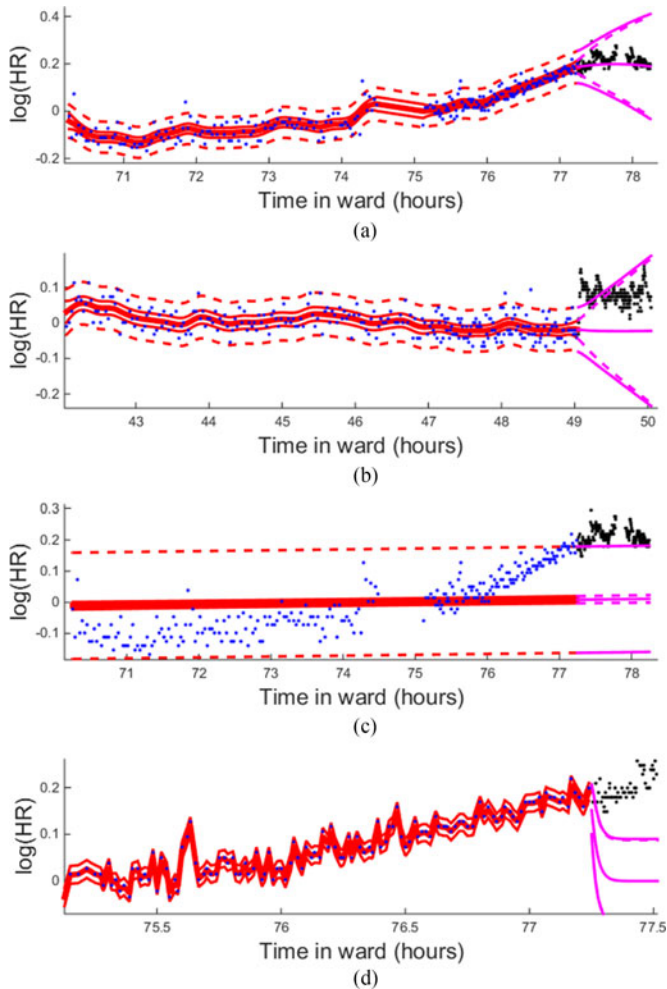 0.4
0.2
0
-0.2
log(HR)
71 72 73 74 75 76 77 78
Time in ward (hours)
(a)
0.1
0
-0.1
-0.2
log(HR)
43 44 45 46 47 48 49 50
Time in ward (hours)
(b)
0.3
0.2
0.1
0
-0.1
log(HR)
71 72 73 74 75 76 77 78
Time in ward (hours)
(c)
0.2
0.1
0
log(HR)
75.5 76 76.5 77 77.5
Time in ward (hours)
(d)